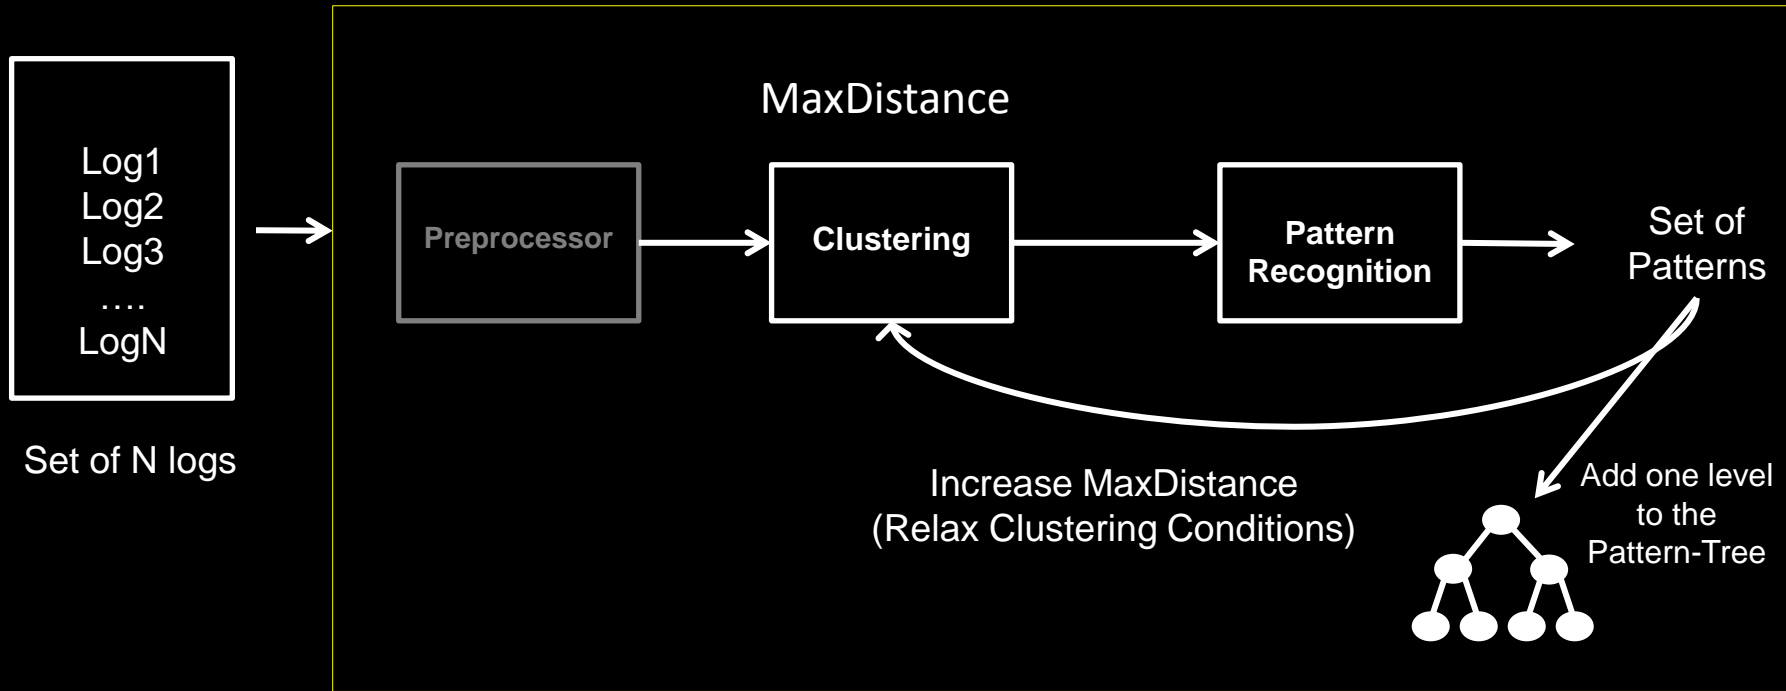 Log1
Log2
Log3
....
LogN
Set of N logs
MaxDistance
Preprocessor
Clustering
Pattern
Recognition
Set of
Patterns
Increase MaxDistance
(Relax Clustering Conditions)
Add one level
to the
Pattern-Tree